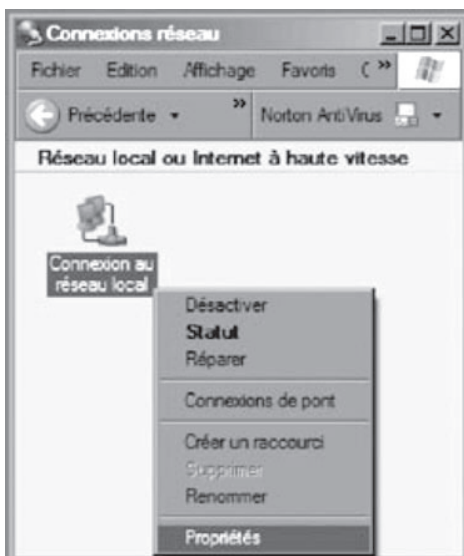 Connexions réseau
Fichier Edition Affichage Favoris
Précédente Norton AntiVirus
Réseau local ou Internet à haute vitesse
Connexion au
réseau local
Désactiver
Statut
Réparer
Connexions de pont
Créer un raccourci
Supprimer
Renommer
Propriétés